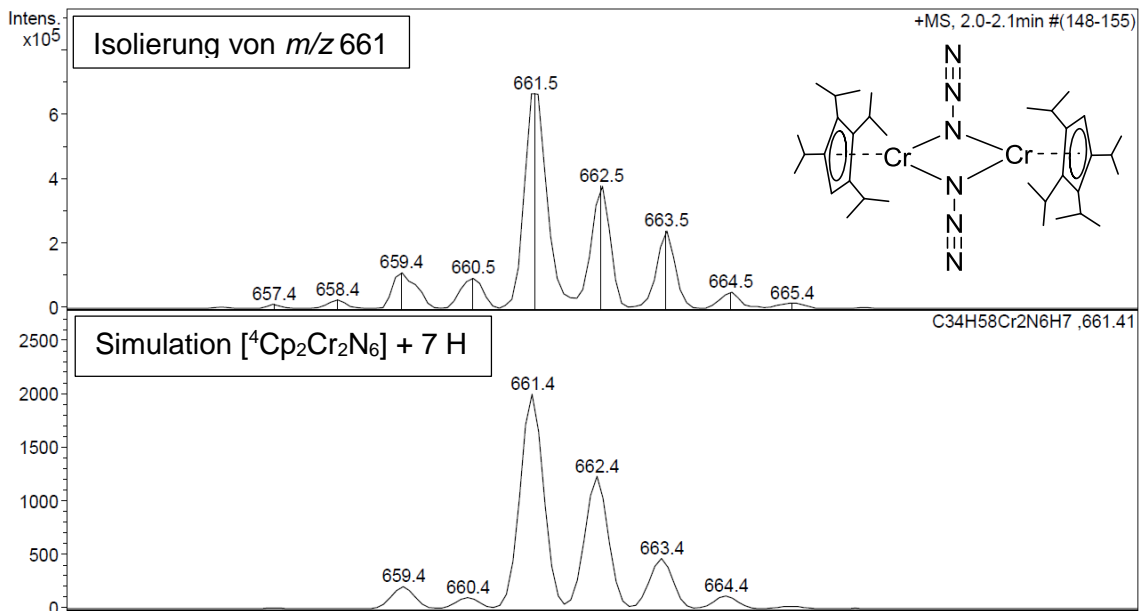 Intens.
x10⁵
+MS, 2.0-2.1min #(148-155)
Isolierung von m/z 661
N
N
N
Cr
Cr
N
N
N
6
4
2
0
657.4
658.4
659.4
660.5
661.5
662.5
663.5
664.5
665.4
C34H58Cr2N6H7 ,661.41
Simulation [⁴Cp₂Cr₂N₆] + 7 H
2500
2000
1500
1000
500
0
659.4
660.4
661.4
662.4
663.4
664.4